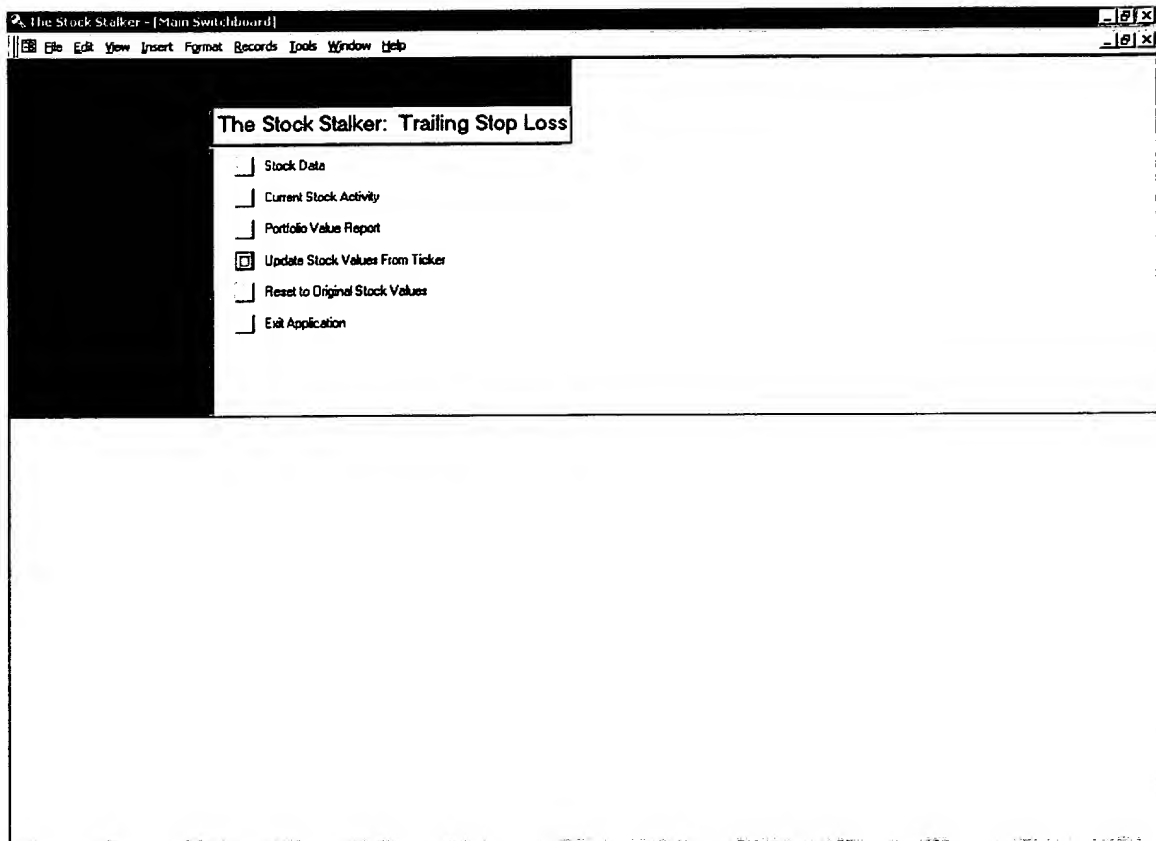 The Stock Stalker - [Main Switchboard]
File Edit View Insert Format Records Tools Window Help
The Stock Stalker: Trailing Stop Loss
Stock Data
Current Stock Activity
Portfolio Value Report
Update Stock Values From Ticker
Reset to Original Stock Values
Exit Application